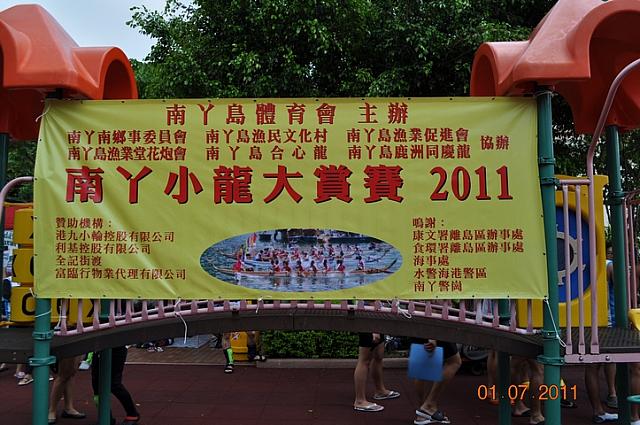 南丫島體育會 主辦
南丫南鄉事委員會 南丫島漁民文化村 南丫島漁業促進會 協辦
南丫島漁業堂花炮會 南丫島合心龍 南丫島鹿洲同慶龍
南丫小龍大賞賽 2011
贊助機構：
港九小輪控股有限公司
利基控股有限公司
全記街渡
富臨行物業代理有限公司
鳴謝：
康文署離島區辦事處
食環署離島區辦事處
海事處
水警海港警區
南丫警崗
01.07.2011